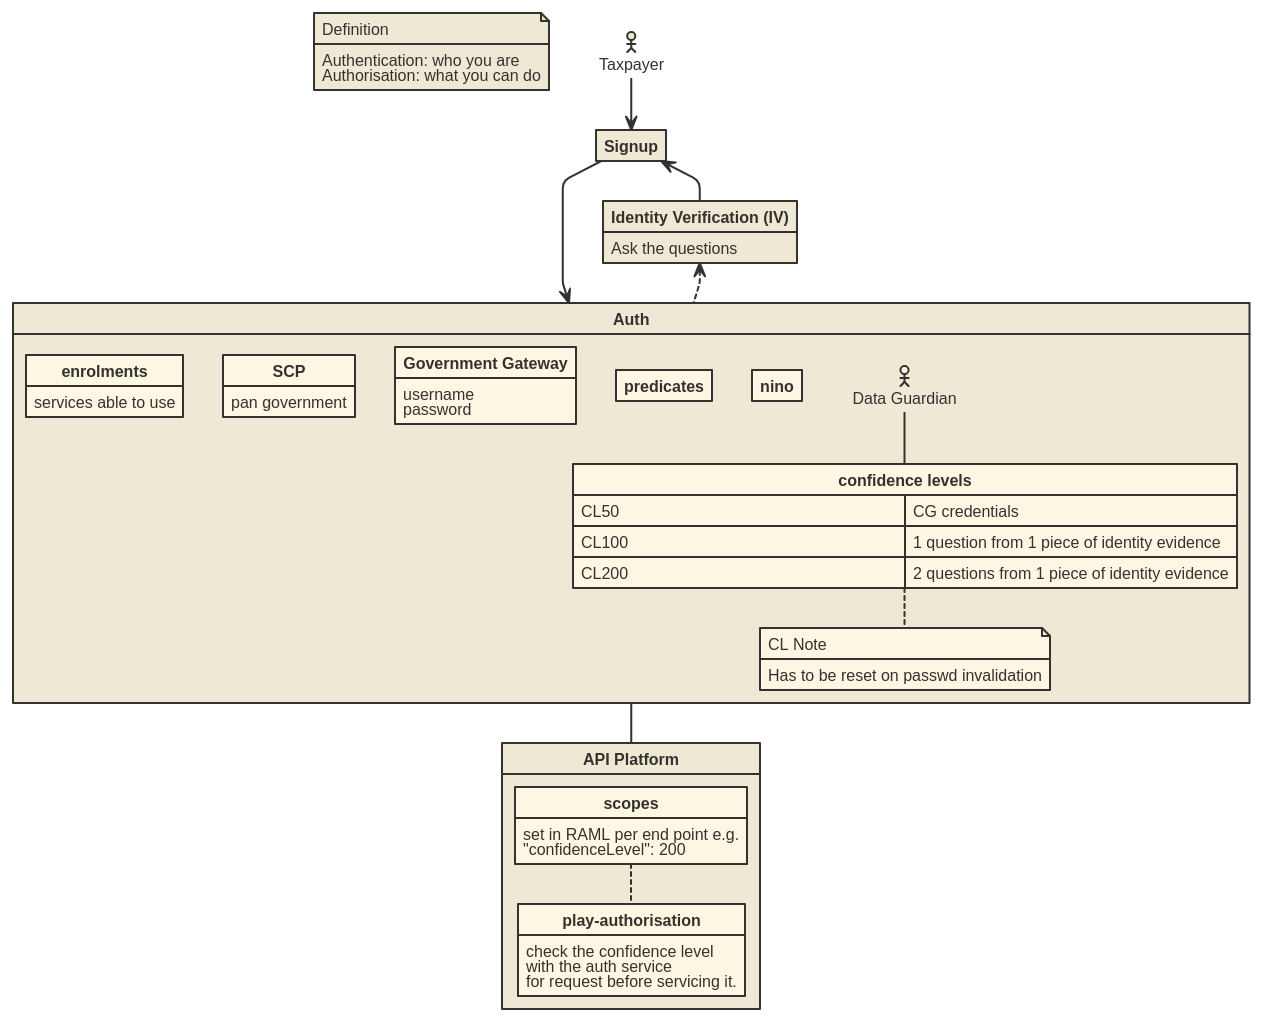 Definition
Authentication: who you are
Authorisation: what you can do
Taxpayer
Signup
Identity Verification (IV)
Ask the questions
Auth
enrolments
services able to use
SCP
pan government
Government Gateway
username
password
predicates
nino
Data Guardian
confidence levels
CL50 CG credentials
CL100 1 question from 1 piece of identity evidence
CL200 2 questions from 1 piece of identity evidence
CL Note
Has to be reset on passwd invalidation
API Platform
scopes
set in RAML per end point e.g.
"confidenceLevel": 200
play-authorisation
check the confidence level
with the auth service
for request before servicing it.